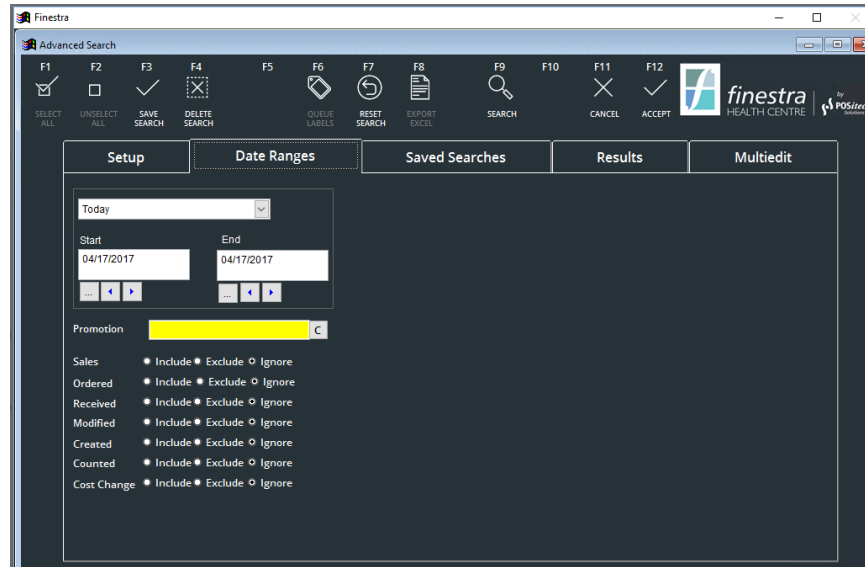 Finestra
Advanced Search
F1 F2 F3 F4 F5 F6 F7 F8 F9 F10 F11 F12
SELECT ALL
UNSELECT ALL
SAVE SEARCH
DELETE SEARCH
QUEUE LABELS
RESET SEARCH
EXPORT EXCEL
SEARCH
CANCEL
ACCEPT
finestra
HEALTH CENTRE
by
POSitec
Solutions
Setup Date Ranges Saved Searches Results Multiedit
Today
Start End
04/17/2017 04/17/2017
... ...
Promotion C
Sales Include Exclude Ignore
Ordered Include Exclude Ignore
Received Include Exclude Ignore
Modified Include Exclude Ignore
Created Include Exclude Ignore
Counted Include Exclude Ignore
Cost Change Include Exclude Ignore